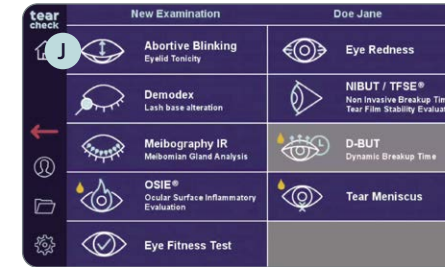 tear
check
New Examination
Doe Jane
J
Abortive Blinking
Eyelid Tonicity
Eye Redness
Demodex
Lash base alteration
NIBUT / TFSE®
Non Invasive Breakup Tim
Tear Film Stability Evaluat
Meibography IR
Meibomian Gland Analysis
D-BUT
Dynamic Breakup Time
OSIE®
Ocular Surface Inflammatory
Evaluation
Tear Meniscus
Eye Fitness Test